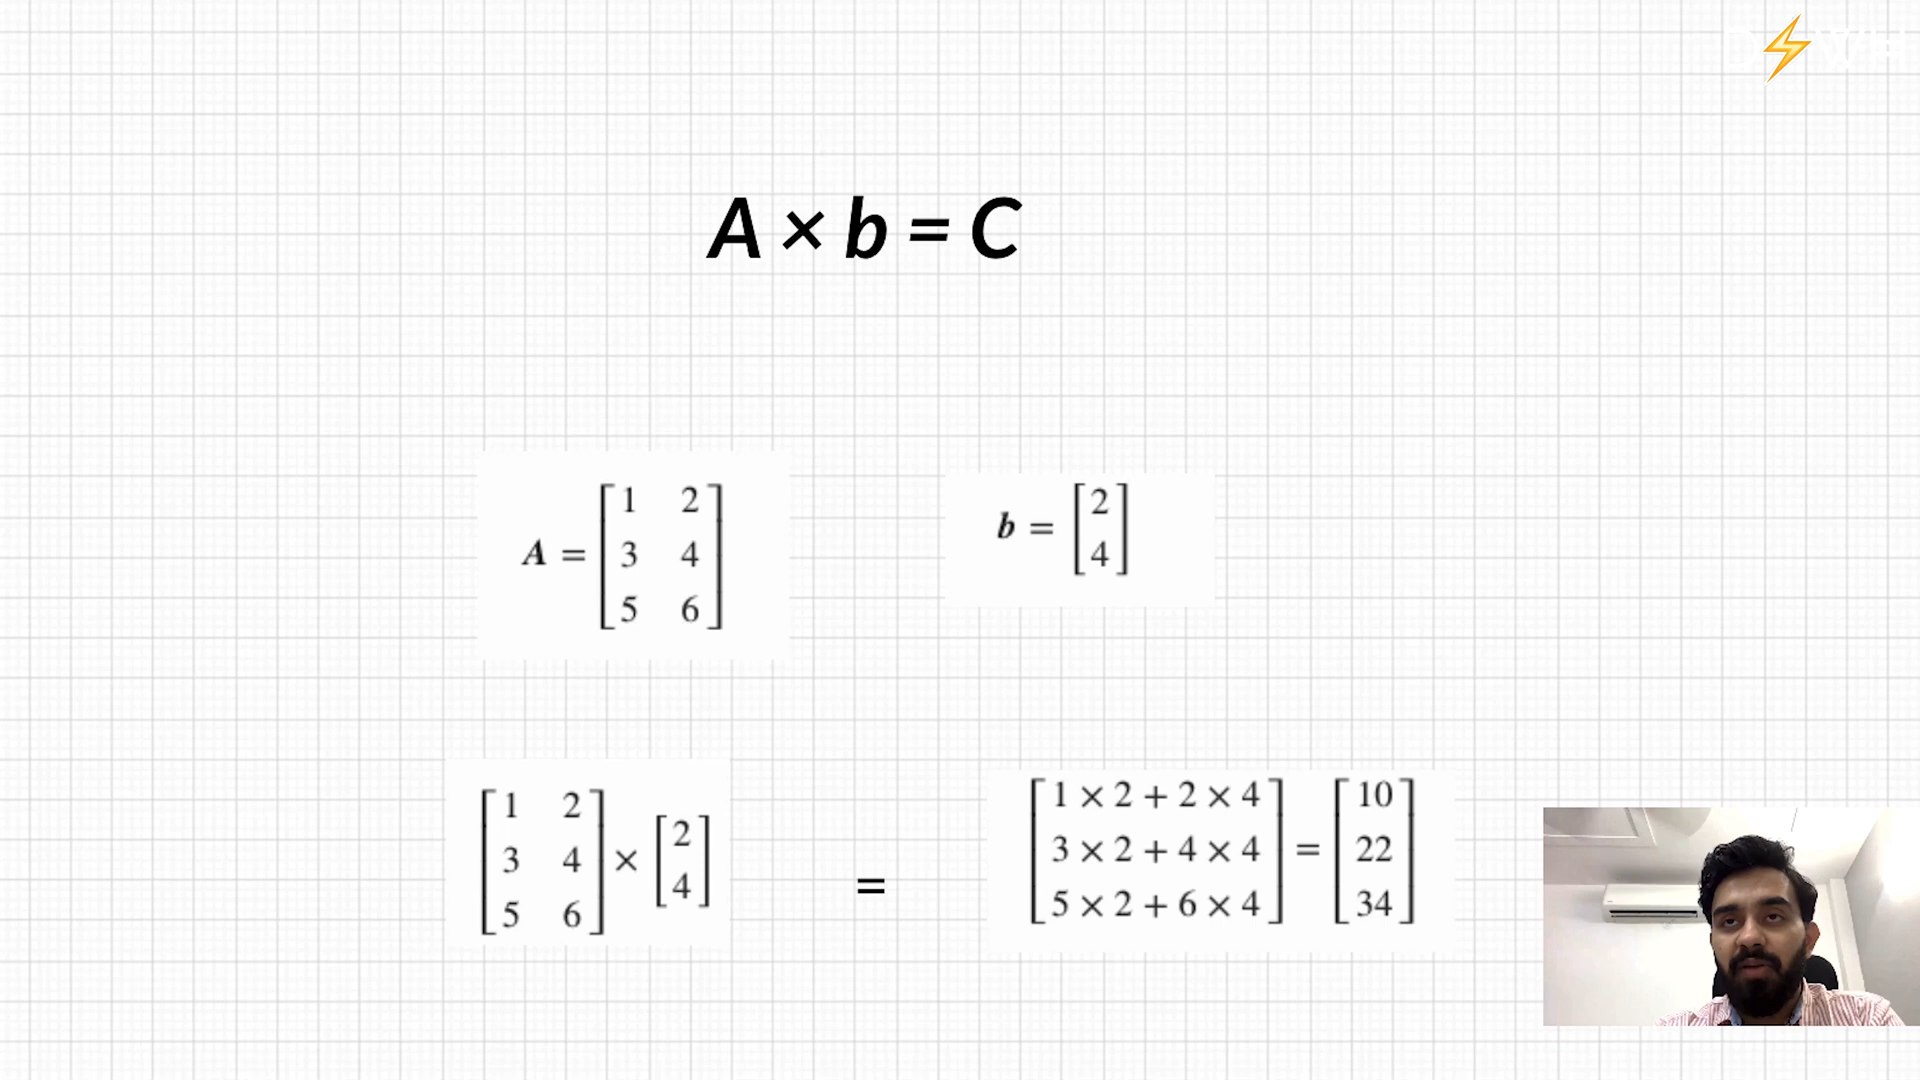 A × b = C
A = [1 2
3 4
5 6]
b = [2
4]
[1 2
3 4
5 6] × [2
4]
=
[1 × 2 + 2 × 4
3 × 2 + 4 × 4
5 × 2 + 6 × 4] = [10
22
34]